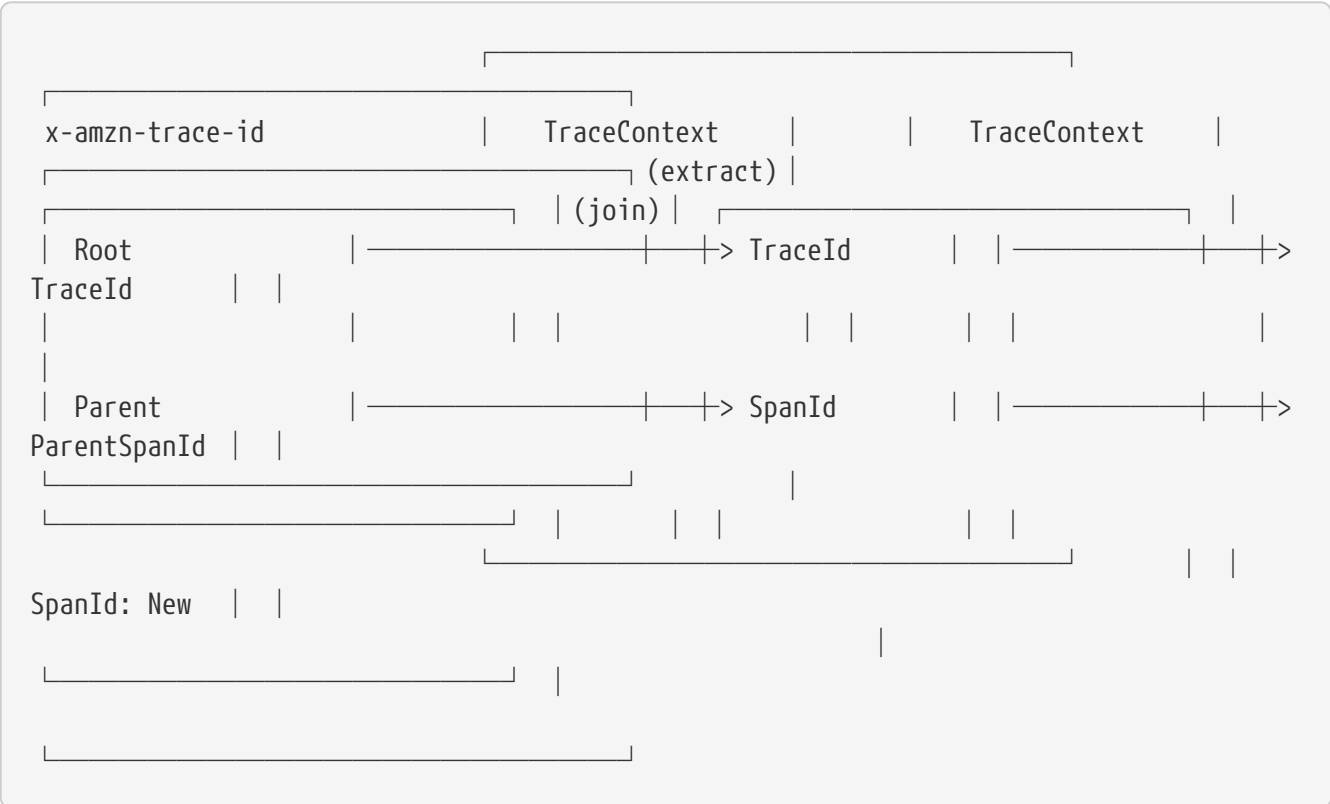 x-amzn-trace-id │ TraceContext │ │ TraceContext │
(extract) │
│ (join) │ │
│ Root │ ─────────┼──┼> TraceId │ │ ─────────┼──┼>
TraceId │ │
│ Parent │ ─────────┼──┼> SpanId │ │ ─────────┼──┼>
ParentSpanId │ │
SpanId: New │ │